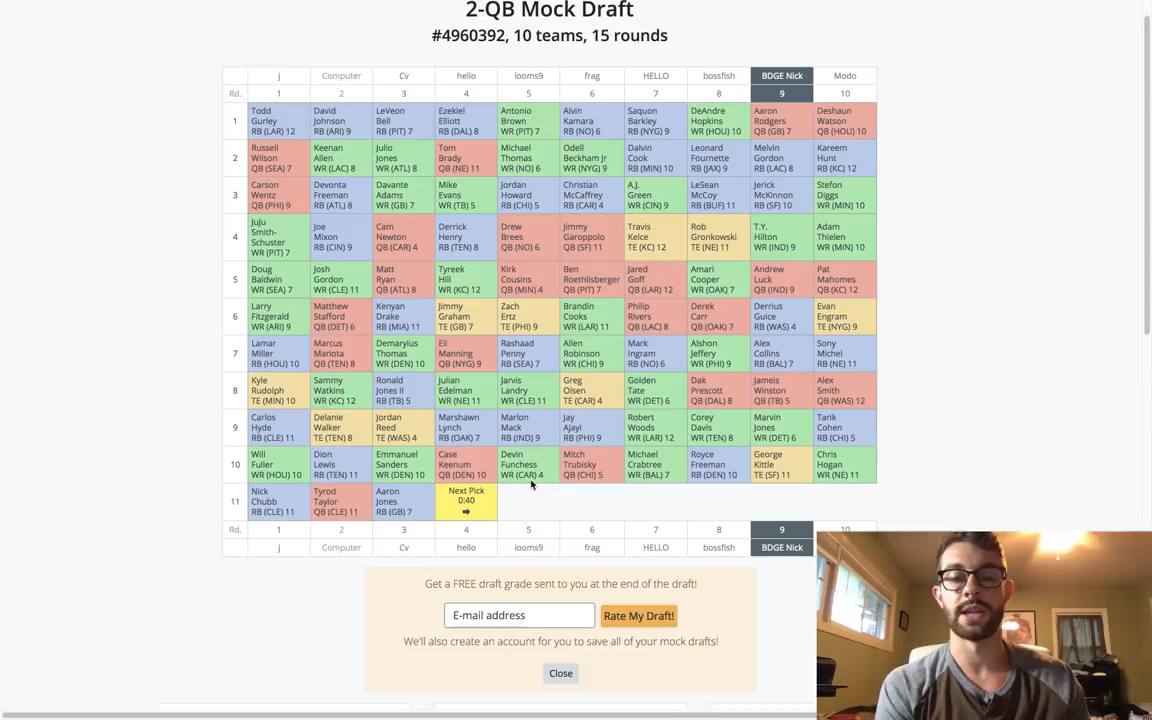 2-QB Mock Draft
#4960392, 10 teams, 15 rounds
j Computer Cv hello looms9 frag HELLO bossfish BDGE Nick Modo
Rd. 1 2 3 4 5 6 7 8 9 10
1
Todd Gurley RB (LAR) 12
David Johnson RB (ARI) 9
LeVeon Bell RB (PIT) 7
Ezekiel Elliott RB (DAL) 8
Antonio Brown WR (PIT) 7
Alvin Kamara RB (NO) 6
Saquon Barkley RB (NYG) 9
DeAndre Hopkins WR (HOU) 10
Aaron Rodgers QB (GB) 7
Deshaun Watson QB (HOU) 10
2
Russell Wilson QB (SEA) 7
Keenan Allen WR (LAC) 8
Julio Jones WR (ATL) 8
Tom Brady QB (NE) 11
Michael Thomas WR (NO) 6
Odell Beckham Jr WR (NYG) 9
Dalvin Cook RB (MIN) 10
Leonard Fournette RB (JAX) 9
Melvin Gordon RB (LAC) 8
Kareem Hunt RB (KC) 12
3
Carson Wentz QB (PHI) 9
Devonta Freeman RB (ATL) 8
Davante Adams WR (GB) 7
Mike Evans WR (TB) 5
Jordan Howard RB (CHI) 5
Christian McCaffrey RB (CAR) 4
A.J. Green WR (CIN) 9
LeSean McCoy RB (BUF) 11
Jerick McKinnon RB (SF) 10
Stefon Diggs WR (MIN) 10
4
JuJu Smith-Schuster WR (PIT) 7
Joe Mixon RB (CIN) 9
Cam Newton QB (CAR) 4
Derrick Henry RB (TEN) 8
Drew Brees QB (NO) 6
Jimmy Garoppolo QB (SF) 11
Travis Kelce TE (KC) 12
Rob Gronkowski TE (NE) 11
T.Y. Hilton WR (IND) 9
Adam Thielen WR (MIN) 10
5
Doug Baldwin WR (SEA) 7
Josh Gordon WR (CLE) 11
Matt Ryan QB (ATL) 8
Tyreek Hill WR (KC) 12
Kirk Cousins QB (MIN) 4
Ben Roethlisberger QB (PIT) 7
Jared Goff QB (LAR) 12
Amari Cooper WR (OAK) 7
Andrew Luck QB (IND) 9
Pat Mahomes QB (KC) 12
6
Larry Fitzgerald WR (ARI) 9
Matthew Stafford QB (DET) 6
Kenyan Drake RB (MIA) 11
Jimmy Graham TE (GB) 7
Zach Ertz TE (PHI) 9
Brandin Cooks WR (LAR) 11
Philip Rivers QB (LAC) 8
Derek Carr QB (OAK) 7
Derrius Guice RB (WAS) 4
Evan Engram TE (NYG) 9
7
Lamar Miller RB (HOU) 10
Marcus Mariota QB (TEN) 8
Demaryius Thomas WR (DEN) 10
Eli Manning QB (NYG) 9
Rashaad Penny RB (SEA) 7
Allen Robinson WR (CHI) 9
Mark Ingram RB (NO) 6
Alshon Jeffery WR (PHI) 9
Alex Collins RB (BAL) 7
Sony Michel RB (NE) 11
8
Kyle Rudolph TE (MIN) 10
Sammy Watkins WR (KC) 12
Ronald Jones II RB (TB) 5
Julian Edelman WR (NE) 11
Jarvis Landry WR (CLE) 11
Greg Olsen TE (CAR) 4
Golden Tate WR (DET) 6
Dak Prescott QB (DAL) 8
Jameis Winston QB (TB) 5
Alex Smith QB (WAS) 12
9
Carlos Hyde RB (CLE) 11
Delanie Walker TE (TEN) 8
Jordan Reed TE (WAS) 4
Marshawn Lynch RB (OAK) 7
Marlon Mack RB (IND) 9
Jay Ajayi RB (PHI) 9
Robert Woods WR (LAR) 12
Corey Davis WR (TEN) 8
Marvin Jones WR (DET) 6
Tarik Cohen RB (CHI) 5
10
Will Fuller WR (HOU) 10
Dion Lewis RB (TEN) 11
Emmanuel Sanders WR (DEN) 10
Case Keenum QB (DEN) 10
Devin Funchess WR (CAR) 4
Mitch Trubisky QB (CHI) 5
Michael Crabtree WR (BAL) 7
Royce Freeman RB (DEN) 10
George Kittle TE (SF) 11
Chris Hogan WR (NE) 11
11
Nick Chubb RB (CLE) 11
Tyrod Taylor QB (CLE) 11
Aaron Jones RB (GB) 7
Next Pick 0:40
Rd. 1 2 3 4 5 6 7 8 9 10
j Computer Cv hello looms9 frag HELLO bossfish BDGE Nick
Get a FREE draft grade sent to you at the end of the draft!
E-mail address Rate My Draft!
We'll also create an account for you to save all of your mock drafts!
Close